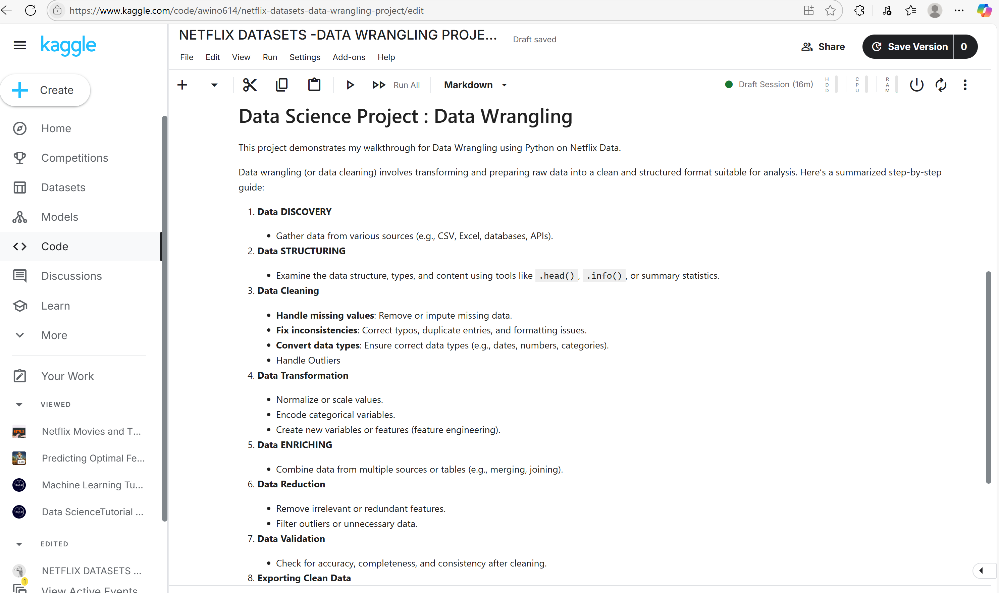 https://www.kaggle.com/code/awino614/netflix-datasets-data-wrangling-project/edit
kaggle
NETFLIX DATASETS -DATA WRANGLING PROJE...
Draft saved
Share
Save Version
0
File Edit View Run Settings Add-ons Help
Create
Run All
Markdown
Draft Session (16m)
HDD
CPU
RAM
Home
Competitions
Datasets
Models
Code
Discussions
Learn
More
Your Work
VIEWED
NETFLIX
Netflix Movies and T...
Predicting Optimal Fe...
Machine Learning Tu...
Data ScienceTutorial ...
EDITED
NETFLIX DATASETS ...
1
View Active Events
Data Science Project : Data Wrangling
This project demonstrates my walkthrough for Data Wrangling using Python on Netflix Data.
Data wrangling (or data cleaning) involves transforming and preparing raw data into a clean and structured format suitable for analysis. Here’s a summarized step-by-step
guide:
1. Data DISCOVERY
• Gather data from various sources (e.g., CSV, Excel, databases, APIs).
2. Data STRUCTURING
• Examine the data structure, types, and content using tools like .head() , .info() , or summary statistics.
3. Data Cleaning
• Handle missing values: Remove or impute missing data.
• Fix inconsistencies: Correct typos, duplicate entries, and formatting issues.
• Convert data types: Ensure correct data types (e.g., dates, numbers, categories).
• Handle Outliers
4. Data Transformation
• Normalize or scale values.
• Encode categorical variables.
• Create new variables or features (feature engineering).
5. Data ENRICHING
• Combine data from multiple sources or tables (e.g., merging, joining).
6. Data Reduction
• Remove irrelevant or redundant features.
• Filter outliers or unnecessary data.
7. Data Validation
• Check for accuracy, completeness, and consistency after cleaning.
8. Exporting Clean Data